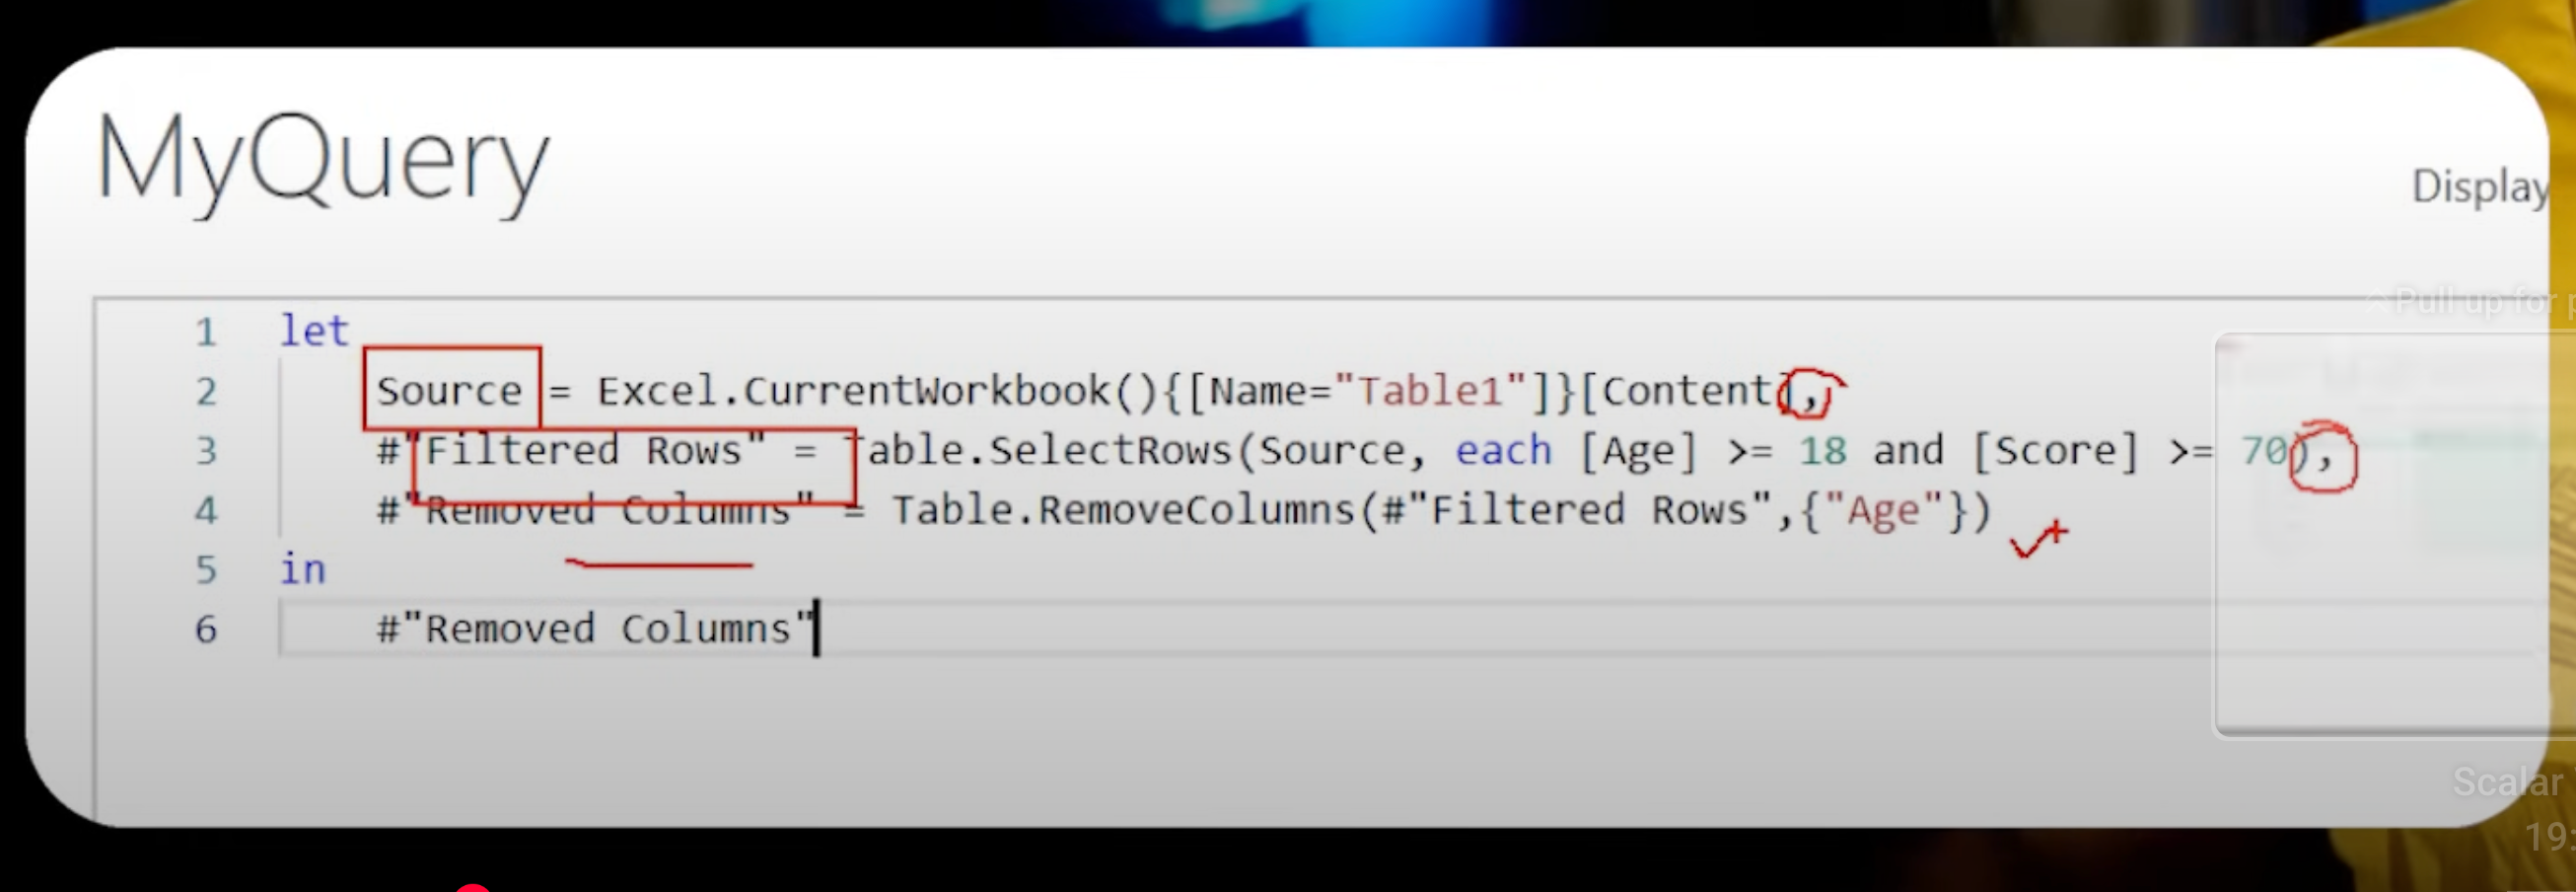 MyQuery
Display
Pull up for p
1 let
2 Source = Excel.CurrentWorkbook(){[Name="Table1"]}[Content],
3 #"Filtered Rows" = Table.SelectRows(Source, each [Age] >= 18 and [Score] >= 70),
4 #"Removed Columns" = Table.RemoveColumns(#"Filtered Rows",{"Age"})
5 in
6 #"Removed Columns"
Scalar
19: